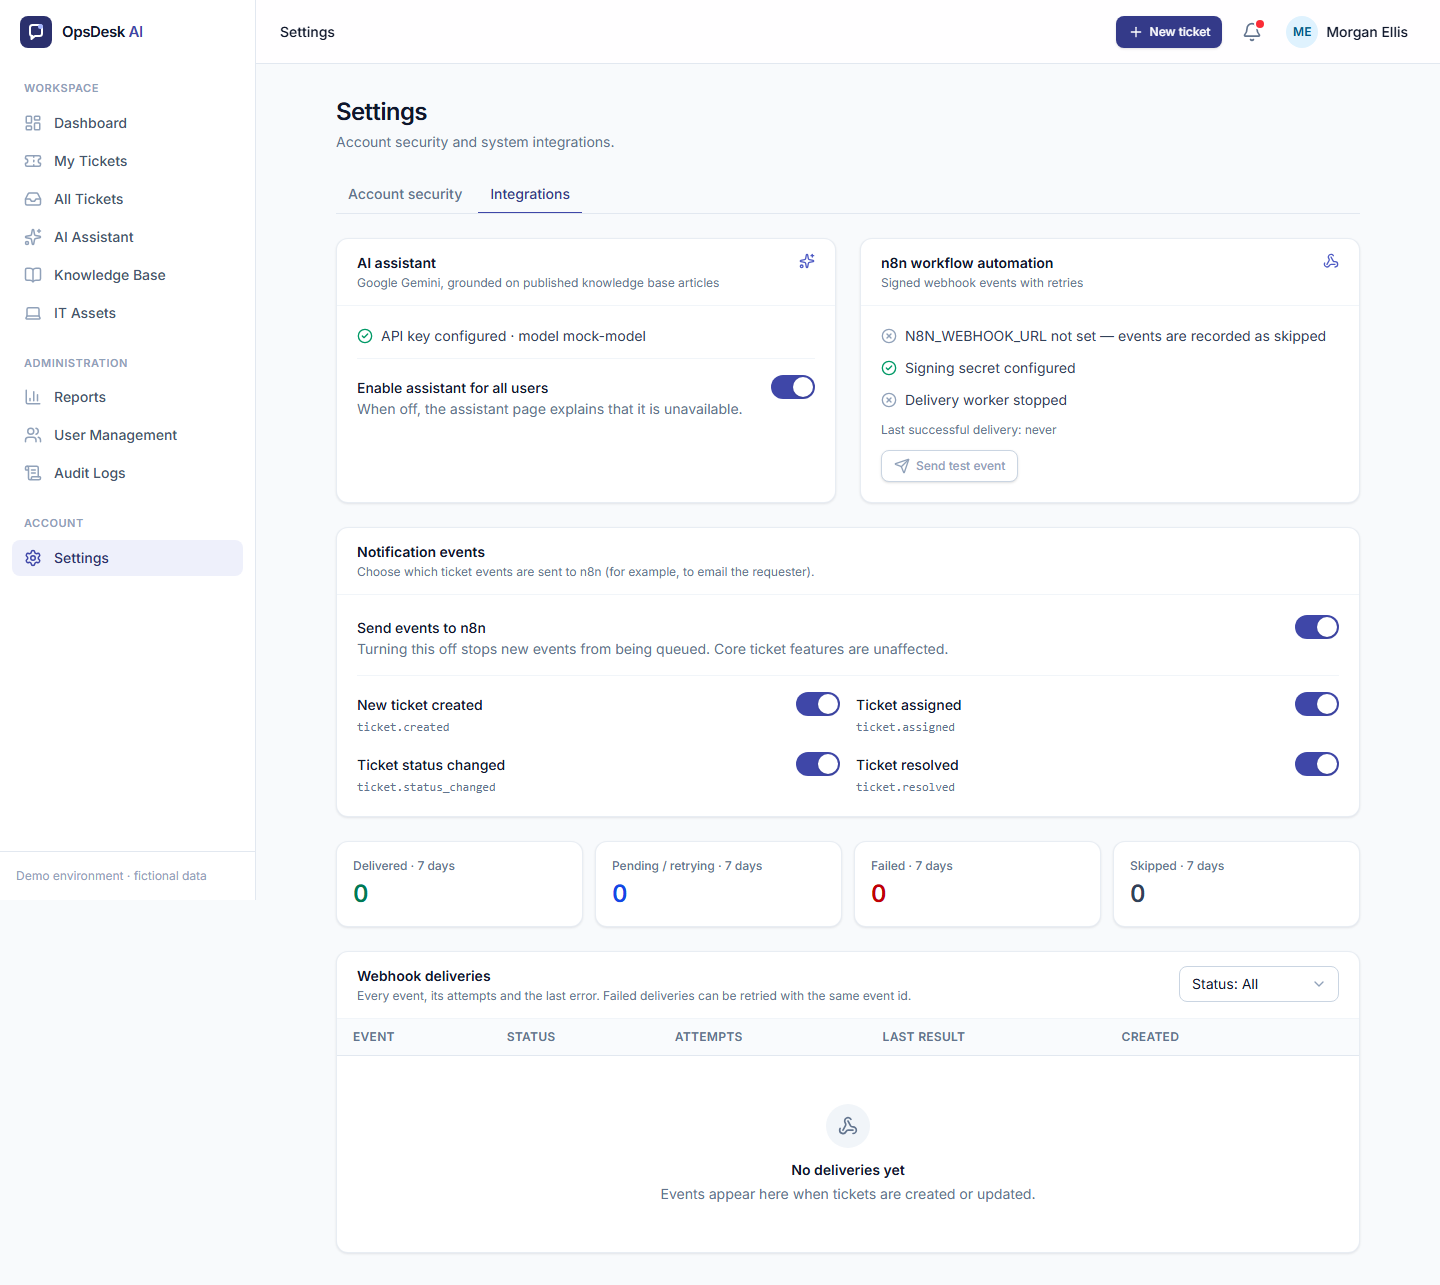 OpsDesk AI
Settings
New ticket
ME
Morgan Ellis
WORKSPACE
Dashboard
My Tickets
All Tickets
AI Assistant
Knowledge Base
IT Assets
ADMINISTRATION
Reports
User Management
Audit Logs
ACCOUNT
Settings
Demo environment · fictional data
Settings
Account security and system integrations.
Account security
Integrations
AI assistant
Google Gemini, grounded on published knowledge base articles
API key configured · model mock-model
Enable assistant for all users
When off, the assistant page explains that it is unavailable.
n8n workflow automation
Signed webhook events with retries
N8N_WEBHOOK_URL not set — events are recorded as skipped
Signing secret configured
Delivery worker stopped
Last successful delivery: never
Send test event
Notification events
Choose which ticket events are sent to n8n (for example, to email the requester).
Send events to n8n
Turning this off stops new events from being queued. Core ticket features are unaffected.
New ticket created
ticket.created
Ticket assigned
ticket.assigned
Ticket status changed
ticket.status_changed
Ticket resolved
ticket.resolved
Delivered · 7 days
0
Pending / retrying · 7 days
0
Failed · 7 days
0
Skipped · 7 days
0
Webhook deliveries
Every event, its attempts and the last error. Failed deliveries can be retried with the same event id.
Status: All
EVENT
STATUS
ATTEMPTS
LAST RESULT
CREATED
No deliveries yet
Events appear here when tickets are created or updated.